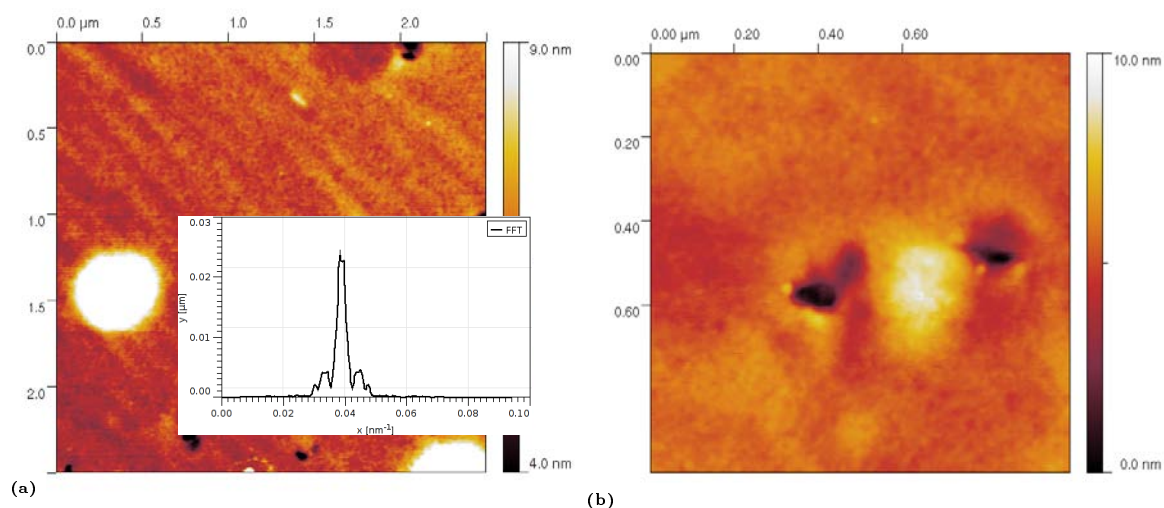 0.0 µm 0.5 1.0 1.5 2.0
0.0
0.5
1.0
1.5
2.0
9.0 nm
4.0 nm
0.03
0.02
0.01
0.00
y [µm]
FFT
0.00 0.02 0.04 0.06 0.08 0.10
x [nm-1]
(a)
0.00 µm 0.20 0.40 0.60
0.00
0.20
0.40
0.60
10.0 nm
0.0 nm
(b)